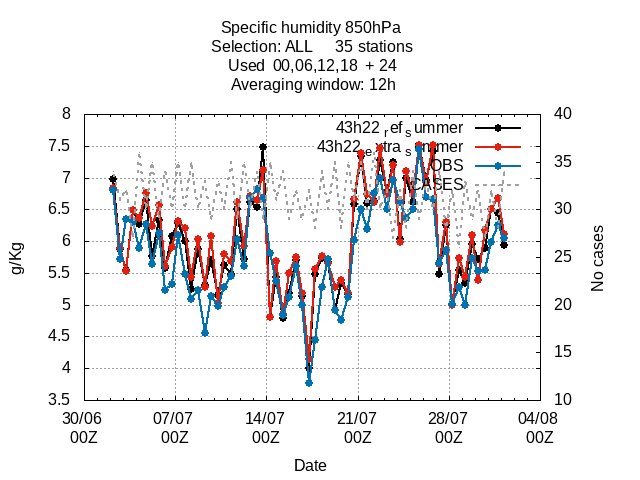 Specific humidity 850hPa
Selection: ALL 35 stations
Used 00,06,12,18 + 24
Averaging window: 12h
43h22_ref_summer
43h22_extra_summer
OBS
CASES
8
7.5
7
6.5
6
5.5
5
4.5
4
3.5
40
35
30
25
20
15
10
g/Kg
No cases
30/06 07/07 14/07 21/07 28/07 04/08
00Z 00Z 00Z 00Z 00Z 00Z
Date